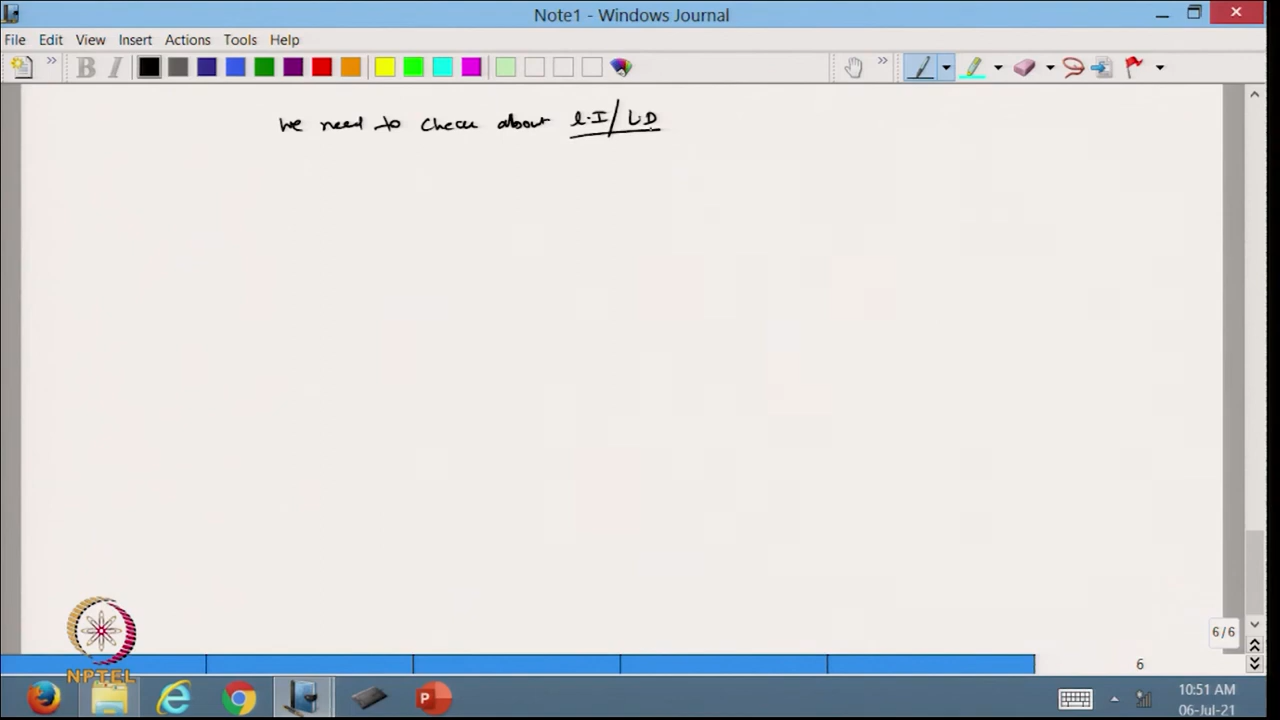 Note1 - Windows Journal
File Edit View Insert Actions Tools Help
B I
We need to check about l.I/LD
6/6
6
NPTEL
10:51 AM
06-Jul-21